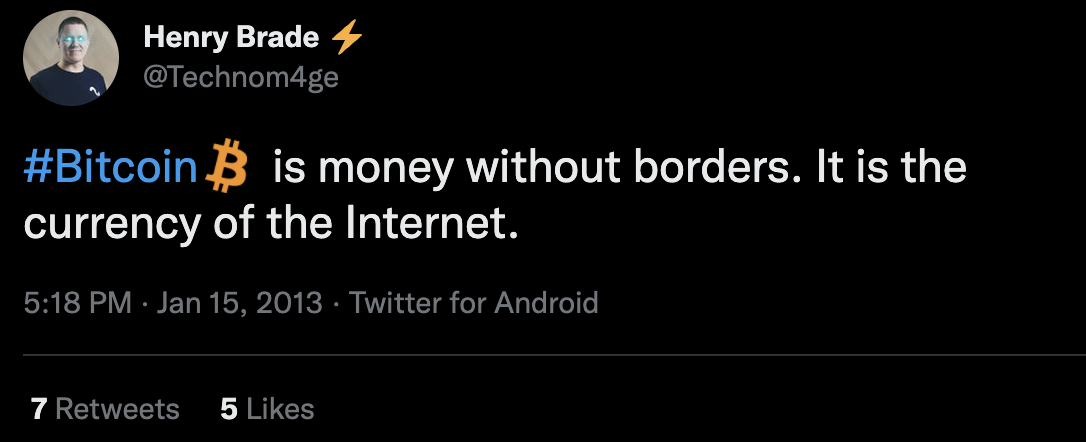 Henry Brade ⚡
@Technom4ge
#Bitcoin₿ is money without borders. It is the
currency of the Internet.
5:18 PM · Jan 15, 2013 · Twitter for Android
7 Retweets 5 Likes